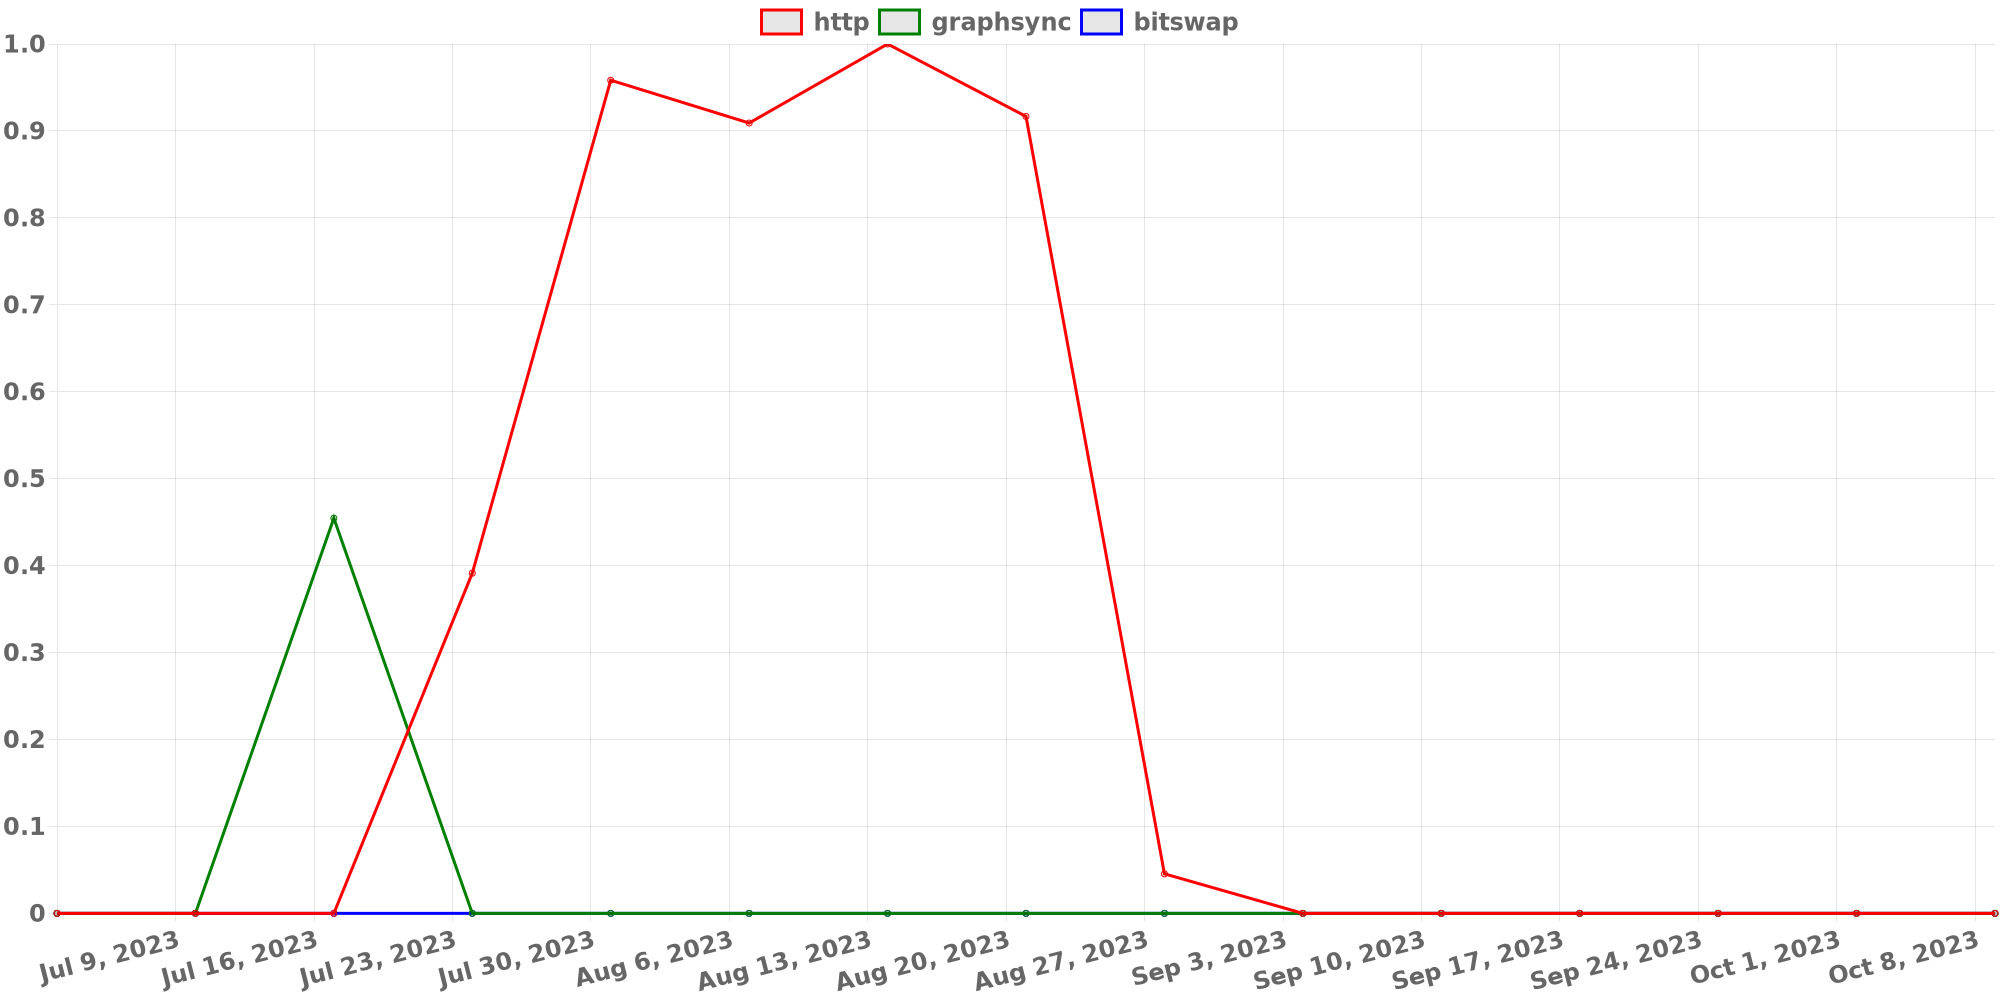 http graphsync bitswap
1.0
0.9
0.8
0.7
0.6
0.5
0.4
0.3
0.2
0.1
0
Jul 9, 2023
Jul 16, 2023
Jul 23, 2023
Jul 30, 2023
Aug 6, 2023
Aug 13, 2023
Aug 20, 2023
Aug 27, 2023
Sep 3, 2023
Sep 10, 2023
Sep 17, 2023
Sep 24, 2023
Oct 1, 2023
Oct 8, 2023